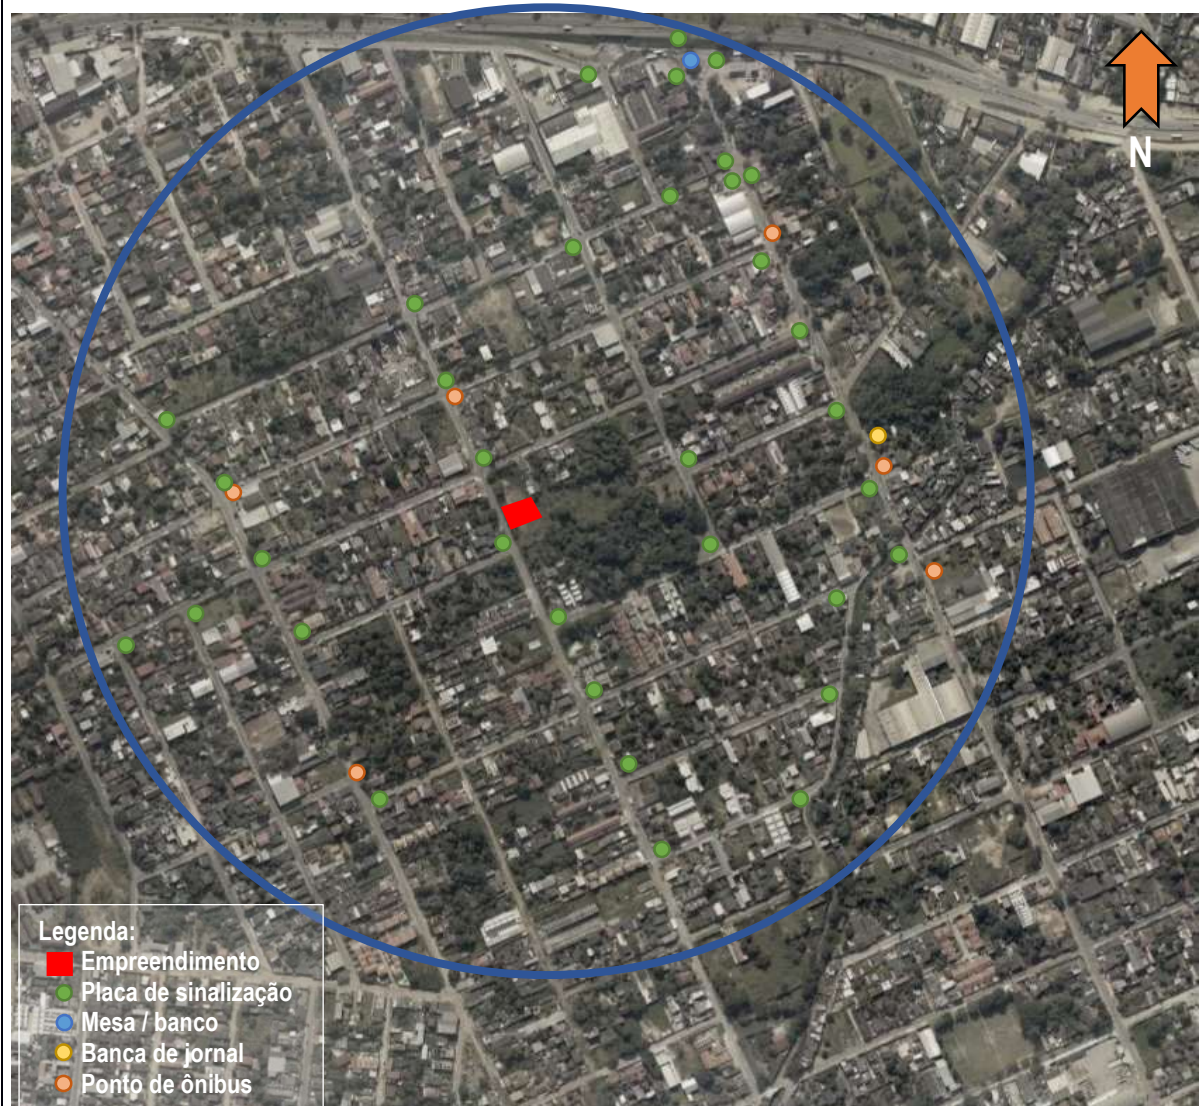 N
Legenda:
Empreendimento
Placa de sinalização
Mesa / banco
Banca de jornal
Ponto de ônibus